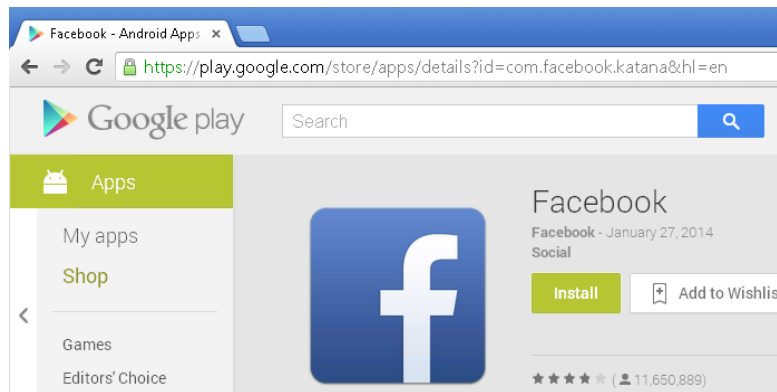 Facebook - Android Apps
https://play.google.com/store/apps/details?id=com.facebook.katana&hl=en
Google play
Search
Apps
My apps
Shop
Games
Editors' Choice
f
Facebook
Facebook - January 27, 2014
Social
Install
Add to Wishlis
(11,650,889)